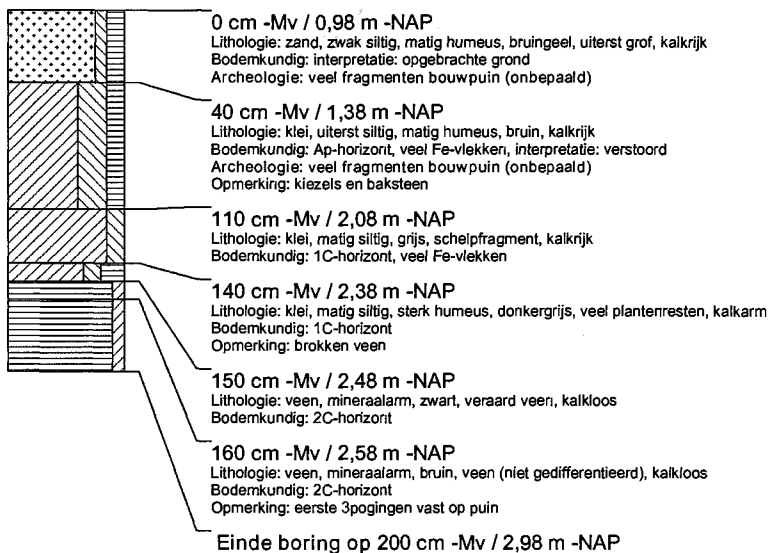 0 cm -Mv / 0,98 m -NAP
Lithologie: zand, zwak siltig, matig humeus, bruingeel, uiterst grof, kalkrijk
Bodemkundig: interpretatie: opgebrachte grond
Archeologie: veel fragmenten bouwpuin (onbepaald)
40 cm -Mv / 1,38 m -NAP
Lithologie: klei, uiterst siltig, matig humeus, bruin, kalkrijk
Bodemkundig: Ap-horizont, veel Fe-vlekken, interpretatie: verstoord
Archeologie: veel fragmenten bouwpuin (onbepaald)
Opmerking: kiezels en baksteen
110 cm -Mv / 2,08 m -NAP
Lithologie: klei, matig siltig, grijs, schelpfragment, kalkrijk
Bodemkundig: 1C-horizont, veel Fe-vlekken
140 cm -Mv / 2,38 m -NAP
Lithologie: klei, matig siltig, sterk humeus, donkergrijs, veel plantenresten, kalkarm
Bodemkundig: 1C-horizont
Opmerking: brokken veen
150 cm -Mv / 2,48 m -NAP
Lithologie: veen, mineraalarm, zwart, veraard veen, kalkloos
Bodemkundig: 2C-horizont
160 cm -Mv / 2,58 m -NAP
Lithologie: veen, mineraalarm, bruin, veen (niet gedifferentieerd), kalkloos
Bodemkundig: 2C-horizont
Opmerking: eerste 3pogingen vast op puin
Einde boring op 200 cm -Mv / 2,98 m -NAP